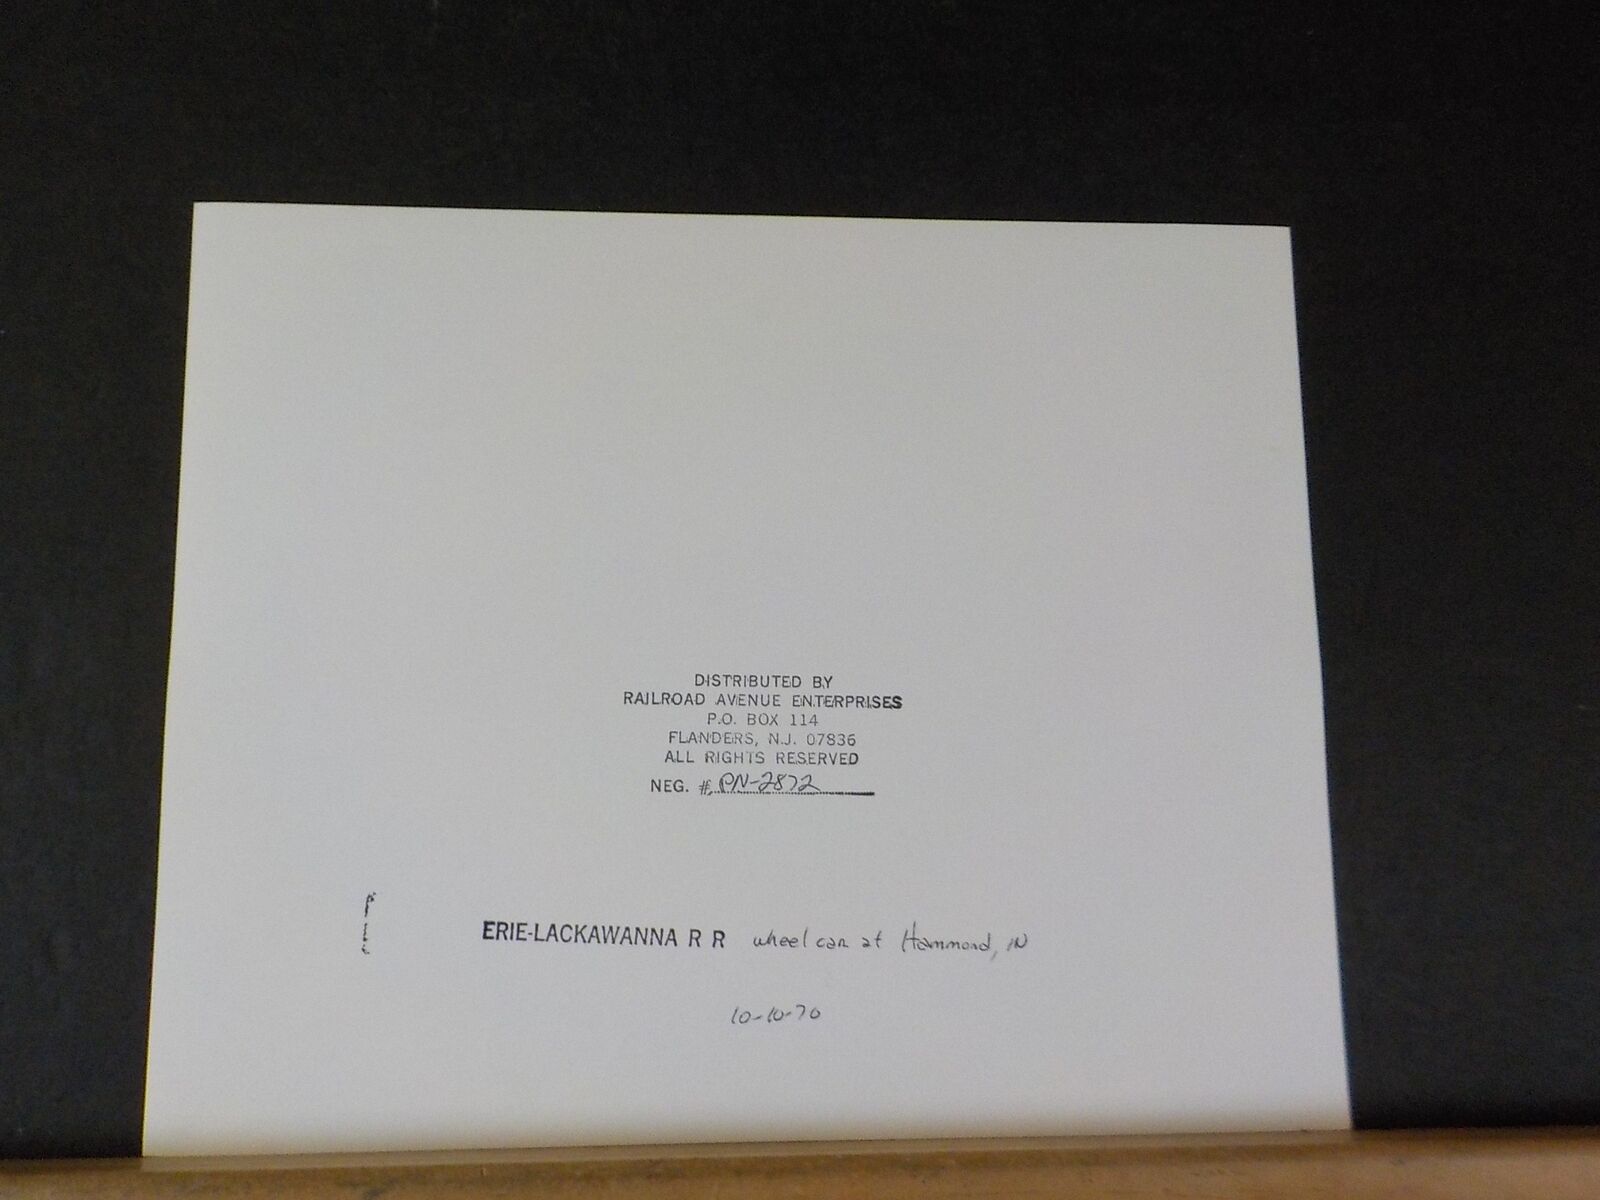 DISTRIBUTED BY
RAILROAD AVENUE ENTERPRISES
P.O. BOX 114
FLANDERS, N.J. 07836
ALL RIGHTS RESERVED
NEG. # PN-2872
ERIE-LACKAWANNA R R wheel car at Hammond, IN
10-10-70